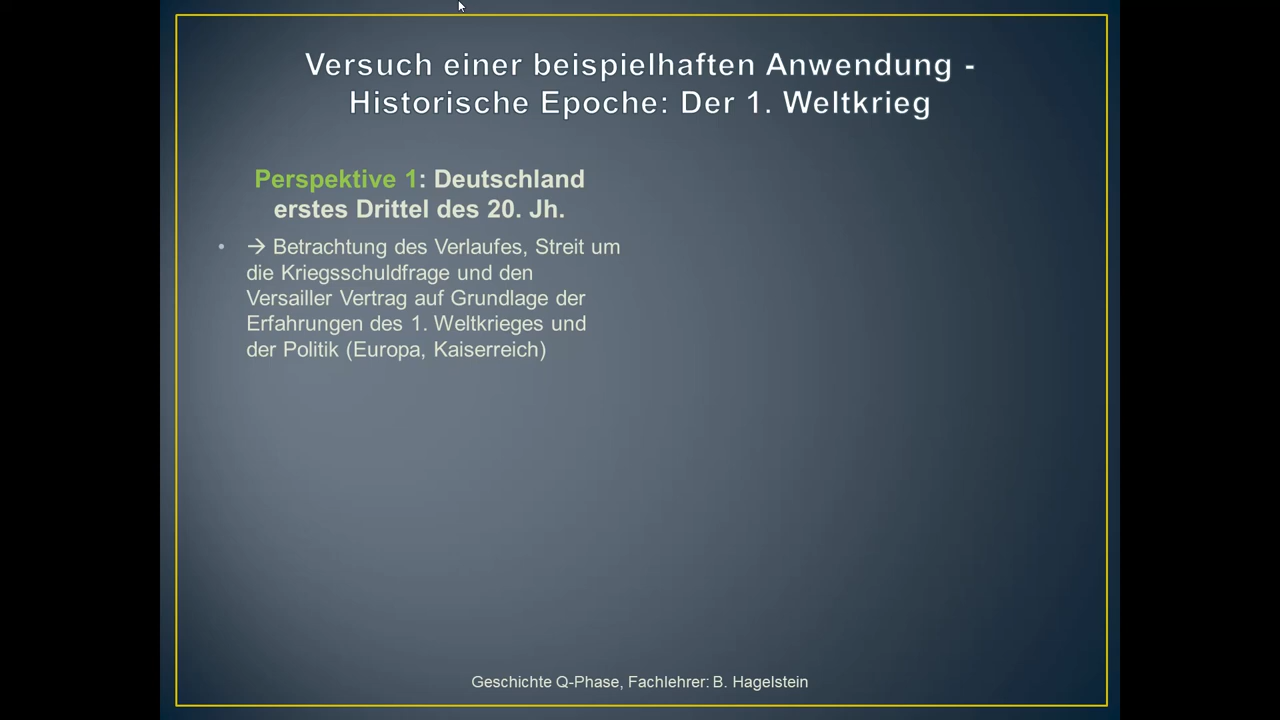 Versuch einer beispielhaften Anwendung -
Historische Epoche: Der 1. Weltkrieg
Perspektive 1: Deutschland
erstes Drittel des 20. Jh.
• → Betrachtung des Verlaufes, Streit um
die Kriegsschuldfrage und den
Versailler Vertrag auf Grundlage der
Erfahrungen des 1. Weltkrieges und
der Politik (Europa, Kaiserreich)
Geschichte Q-Phase, Fachlehrer: B. Hagelstein